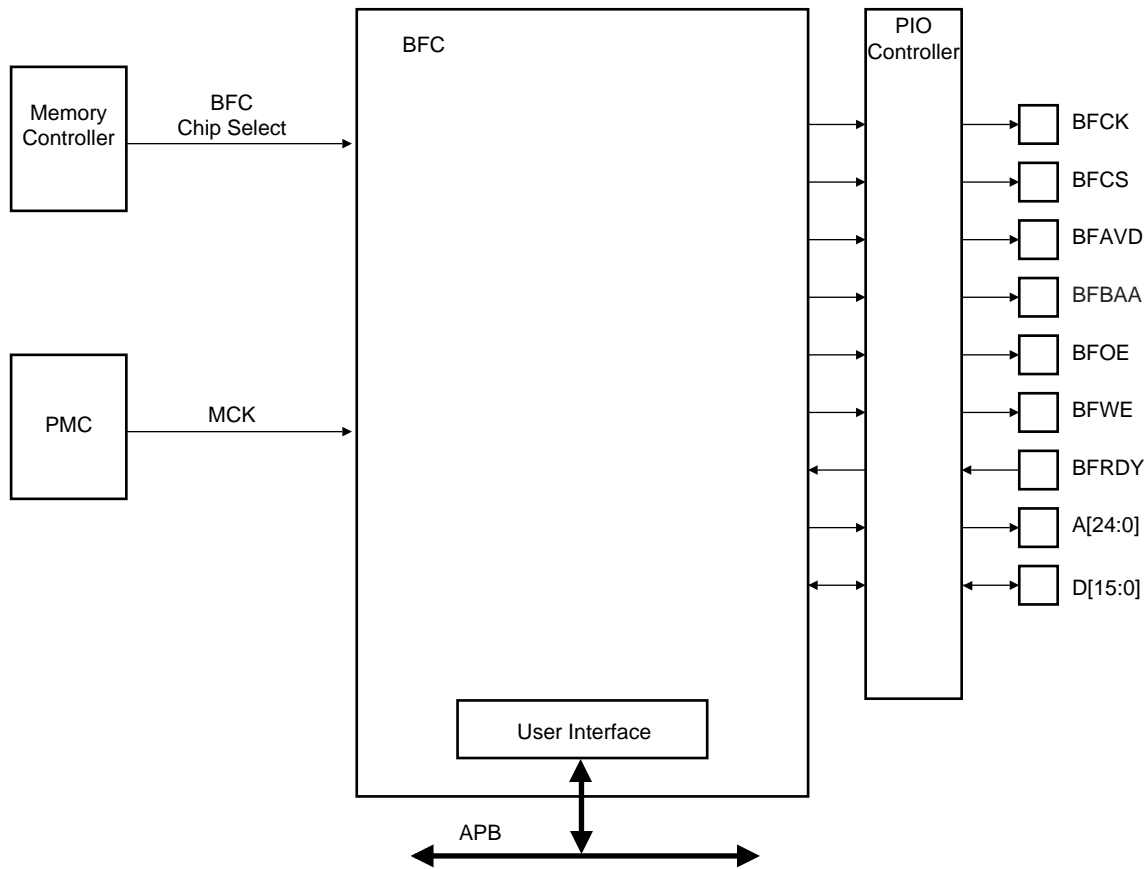 BFC
PIO
Controller
Memory
Controller
BFC
Chip Select
PMC
MCK
BFCK
BFCS
BFAVD
BFBAA
BFOE
BFWE
BFRDY
A[24:0]
D[15:0]
User Interface
APB